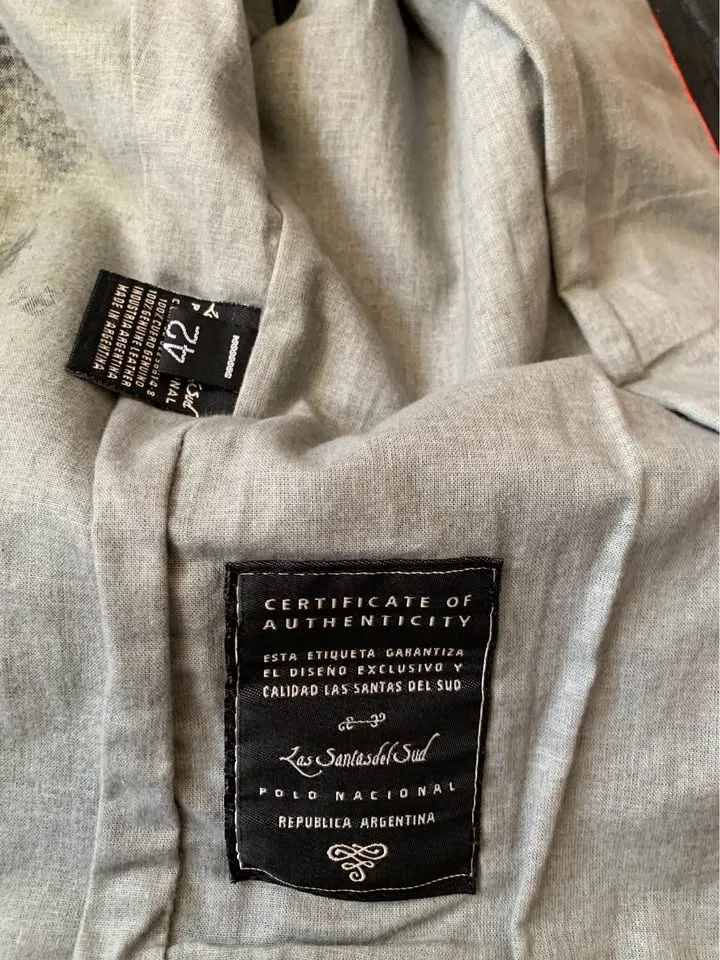 42
100% CUERO GENUINO
100% GENUINE LEATHER
INDUSTRIA ARGENTINA
MADE IN ARGENTINA
CERTIFICATE OF
AUTHENTICITY
ESTA ETIQUETA GARANTIZA
EL DISEÑO EXCLUSIVO Y
CALIDAD LAS SANTAS DEL SUD
Las Santas del Sud
POLO NACIONAL
REPUBLICA ARGENTINA